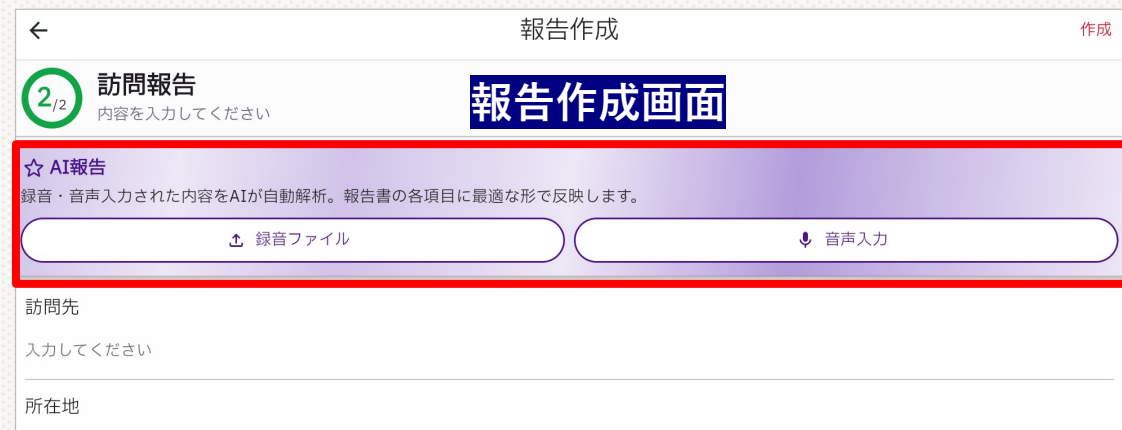 報告作成
作成
2/2
訪問報告
内容を入力してください
報告作成画面
AI報告
録音・音声入力された内容をAIが自動解析。報告書の各項目に最適な形で反映します。
録音ファイル
音声入力
訪問先
入力してください
所在地